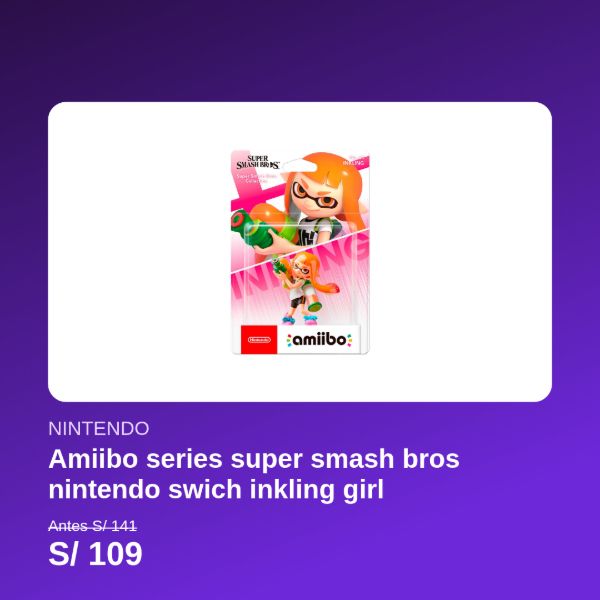 SUPER
SMASH BROS.
INKLING
INKLING
Nintendo
amiibo
NINTENDO
Amiibo series super smash bros
nintendo swich inkling girl
Antes S/ 141
S/ 109